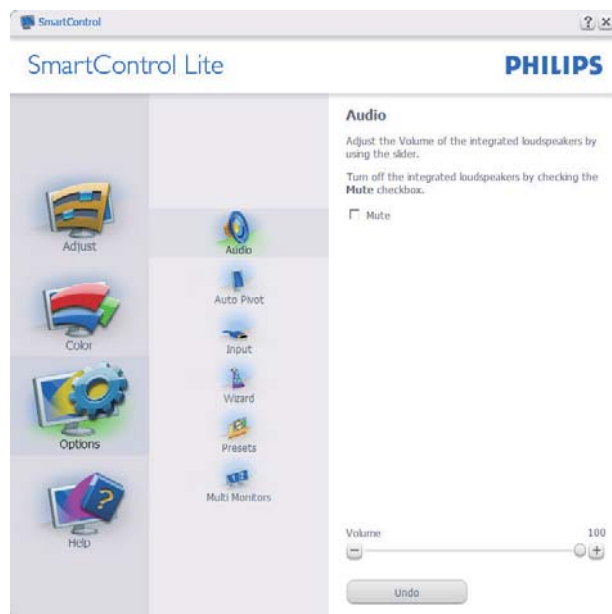 SmartControl
SmartControl Lite
PHILIPS
Adjust
Color
Options
Help
Audio
Auto Pivot
Input
Wizard
Presets
Multi Monitors
Audio
Adjust the Volume of the integrated loudspeakers by
using the slider.
Turn off the integrated loudspeakers by checking the
Mute checkbox.
Mute
Volume 100
Undo